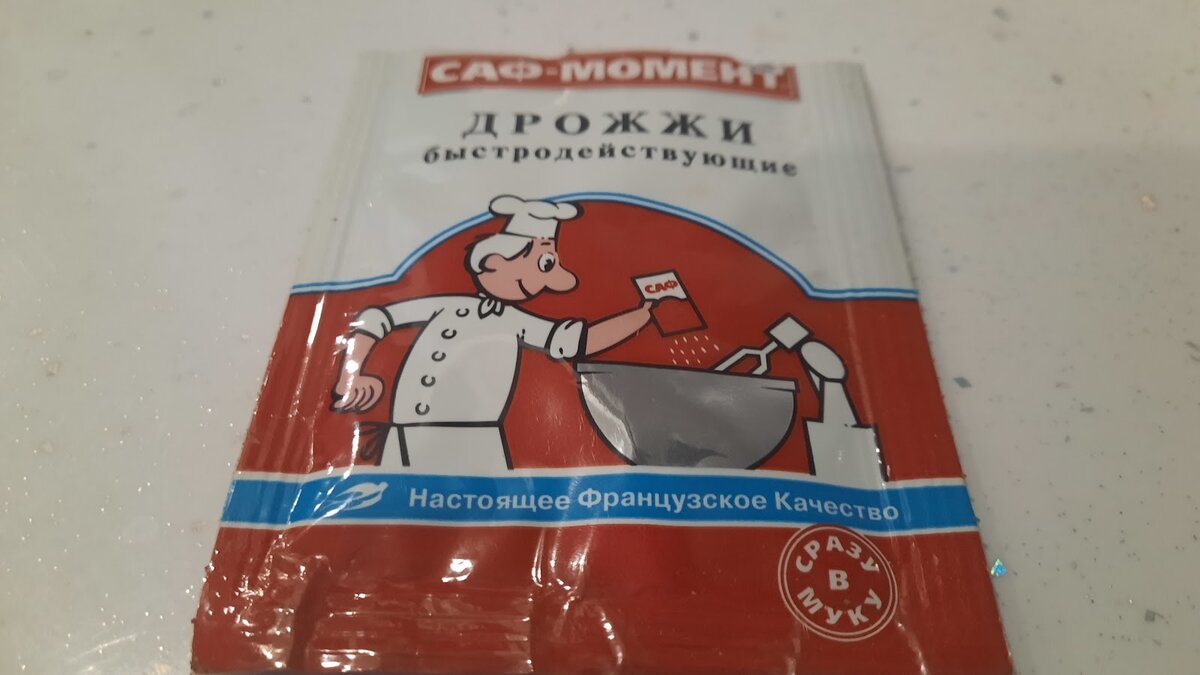 САФ-МОМЕНТ
ДРОЖЖИ
быстродействующие
САФ
Настоящее Французское Качество
СРАЗУ
В
МУКУ